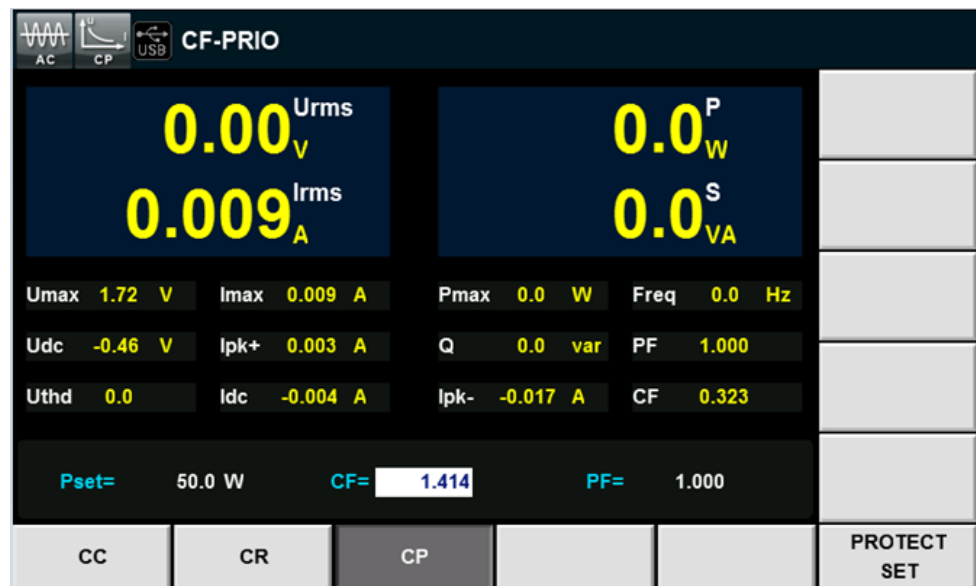 AC CP USB CF-PRIO
U I
0.00 Urms V 0.0 P W
0.009 Irms A 0.0 S VA
Umax 1.72 V Imax 0.009 A Pmax 0.0 W Freq 0.0 Hz
Udc -0.46 V Ipk+ 0.003 A Q 0.0 var PF 1.000
Uthd 0.0 Idc -0.004 A Ipk- -0.017 A CF 0.323
Pset= 50.0 W CF= 1.414 PF= 1.000
CC CR CP PROTECT
SET